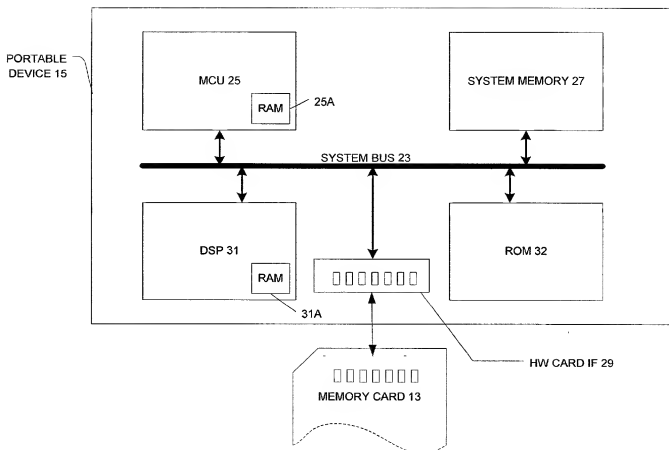 PORTABLE
DEVICE 15
MCU 25
RAM
25A
SYSTEM MEMORY 27
SYSTEM BUS 23
DSP 31
RAM
31A
ROM 32
HW CARD IF 29
MEMORY CARD 13